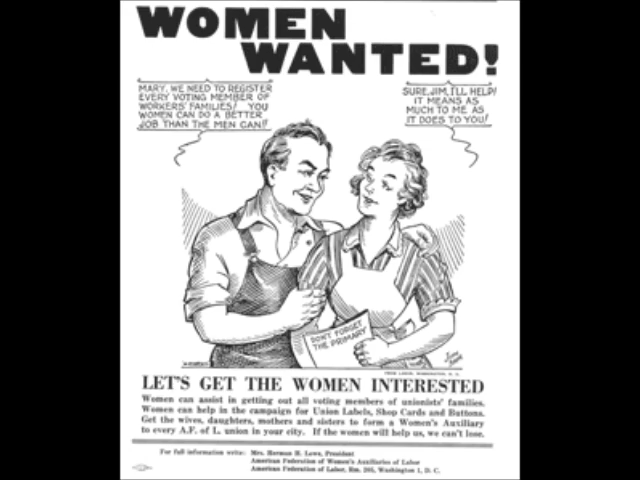 WOMEN
WANTED!
MARY, WE NEED TO REGISTER
EVERY VOTING MEMBER OF
WORKERS' FAMILIES! YOU
WOMEN CAN DO A BETTER
JOB THAN THE MEN CAN!!
SURE, JIM, I'LL HELP!
IT MEANS AS
MUCH TO ME AS
IT DOES TO YOU!
DON'T FORGET
THE PRIMARY
FROM LABOR, WASHINGTON, D. C.
LET'S GET THE WOMEN INTERESTED
Women can assist in getting out all voting members of unionists' families.
Women can help in the campaign for Union Labels, Shop Cards and Buttons.
Get the wives, daughters, mothers and sisters to form a Women's Auxiliary
to every A.F. of L. union in your city. If the women will help us, we can't lose.
For full information write: Mrs. Herman H. Lowe, President
American Federation of Women's Auxiliaries of Labor
American Federation of Labor, Rm. 205, Washington 1, D. C.